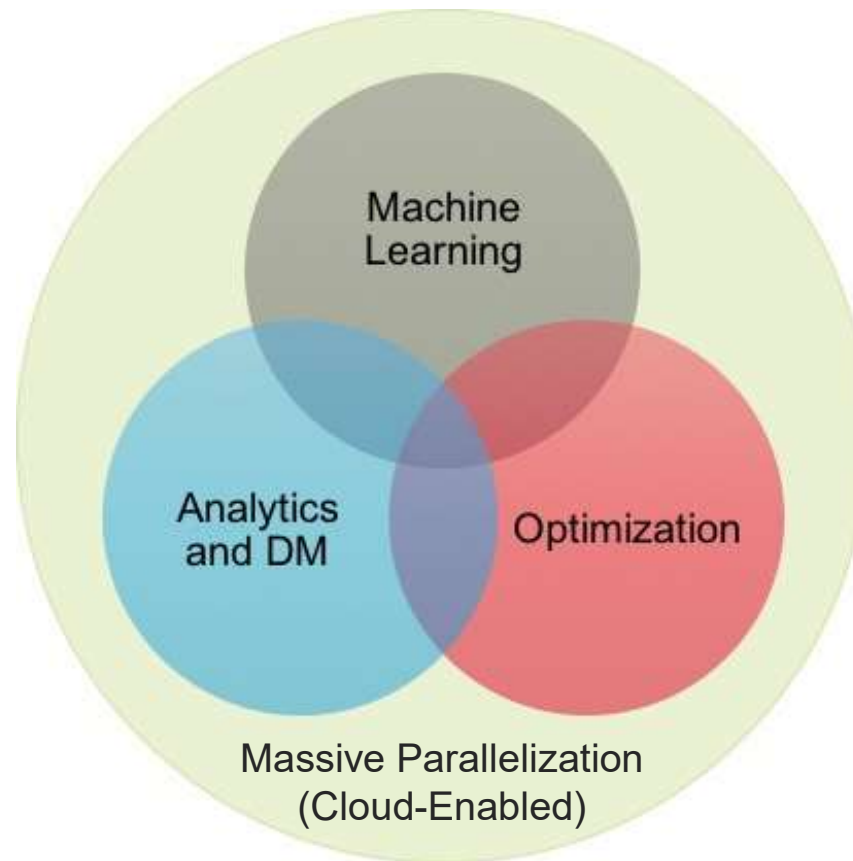 Machine
Learning
Analytics
and DM
Optimization
Massive Parallelization
(Cloud-Enabled)